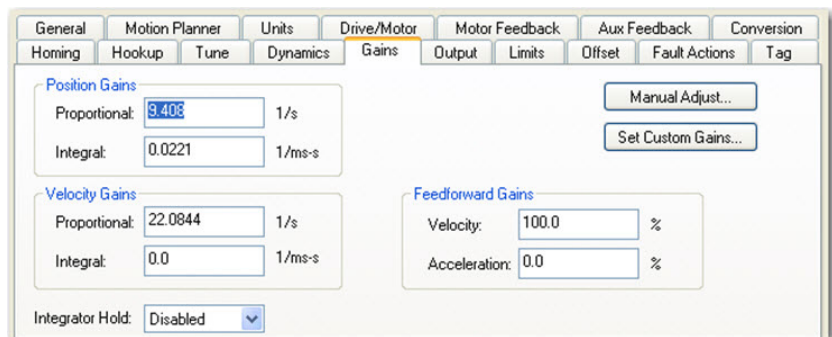 General Motion Planner Units Drive/Motor Motor Feedback Aux Feedback Conversion
Homing Hookup Tune Dynamics Gains Output Limits Offset Fault Actions Tag
Position Gains
Proportional: 9.408 1/s
Integral: 0.0221 1/ms-s
Manual Adjust...
Set Custom Gains...
Velocity Gains
Proportional: 22.0844 1/s
Integral: 0.0 1/ms-s
Feedforward Gains
Velocity: 100.0 %
Acceleration: 0.0 %
Integrator Hold: Disabled